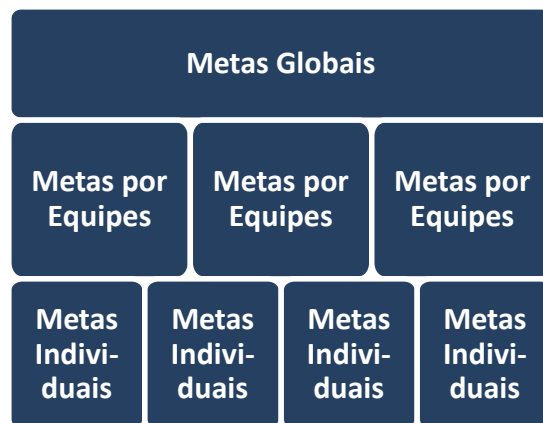 Metas Globais
Metas por Metas por Metas por
Equipes Equipes Equipes
Metas Metas Metas Metas
Indivi- Indivi- Indivi- Indivi-
duais duais duais duais